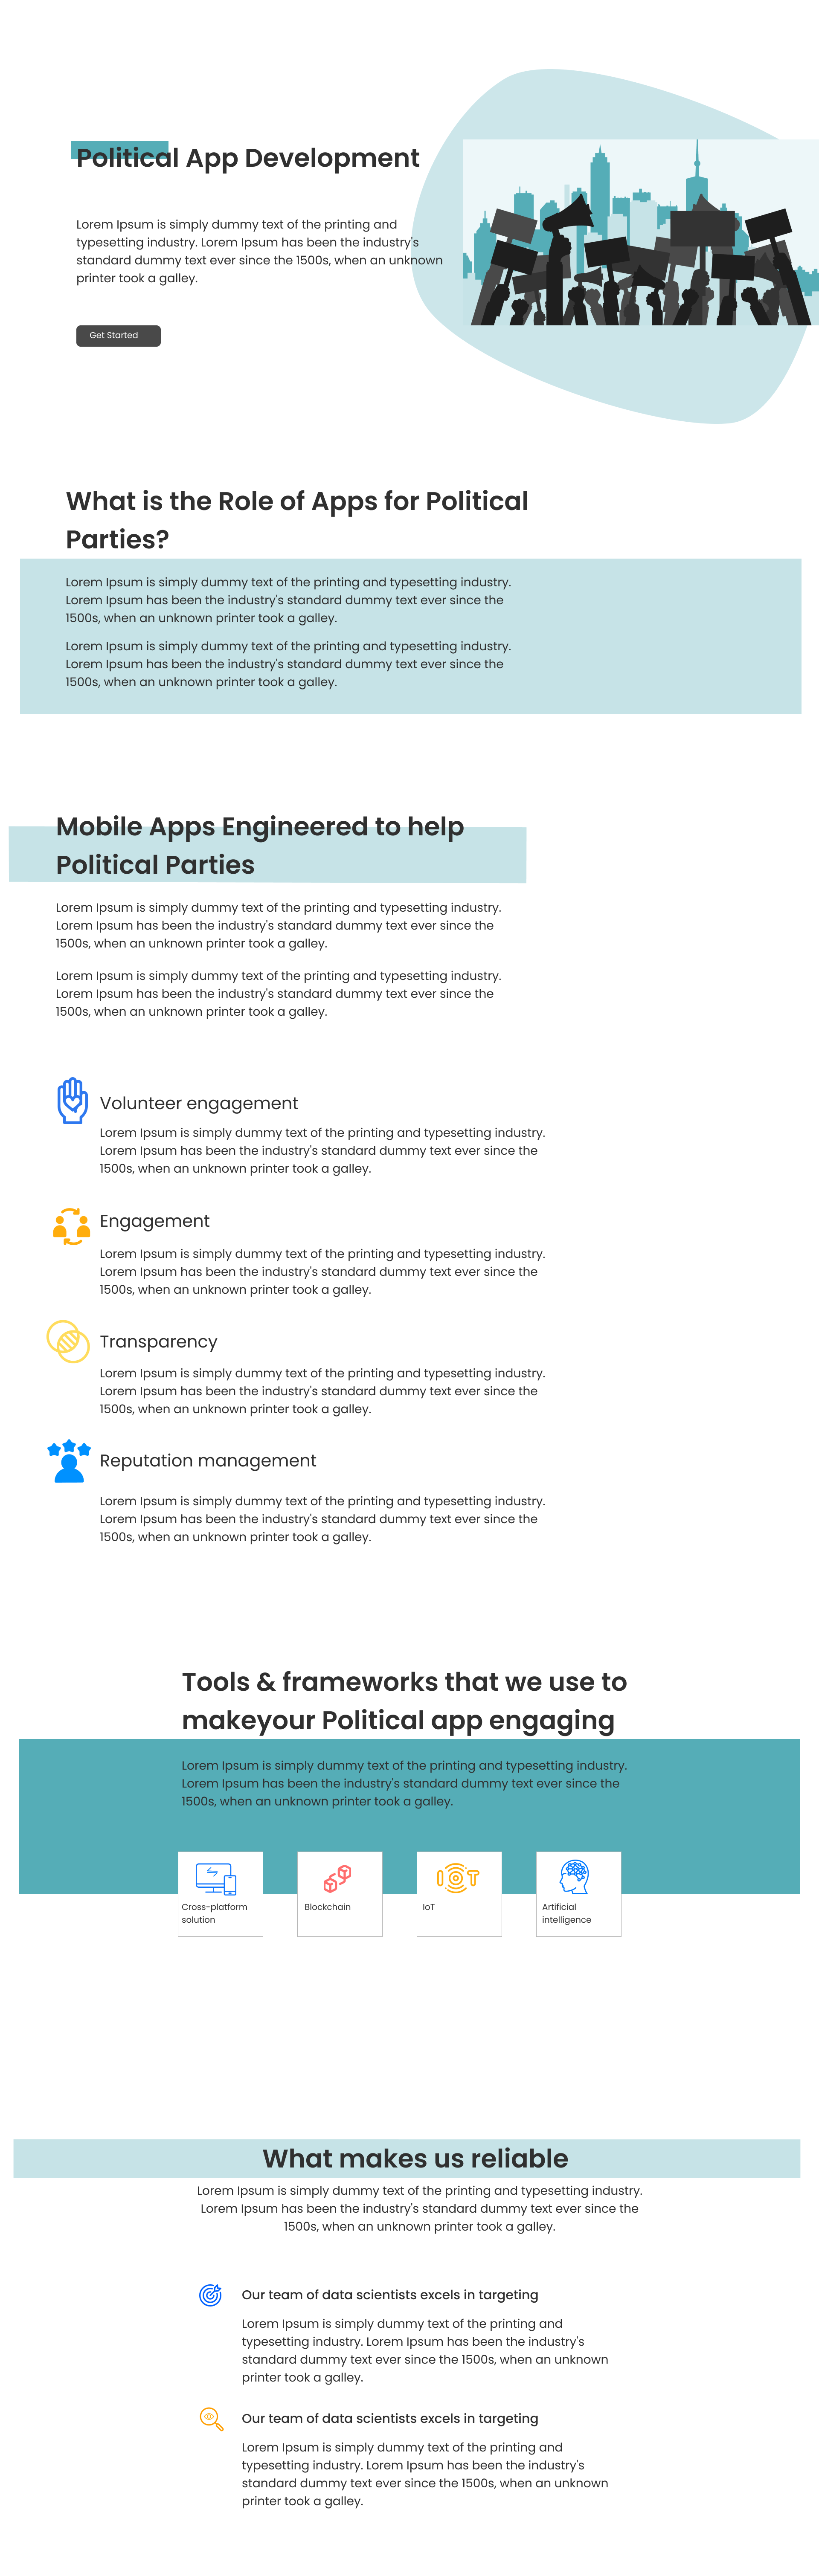 Political App Development
Lorem Ipsum is simply dummy text of the printing and
typesetting industry. Lorem Ipsum has been the industry's
standard dummy text ever since the 1500s, when an unknown
printer took a galley.
Get Started
What is the Role of Apps for Political
Parties?
Lorem Ipsum is simply dummy text of the printing and typesetting industry.
Lorem Ipsum has been the industry's standard dummy text ever since the
1500s, when an unknown printer took a galley.
Lorem Ipsum is simply dummy text of the printing and typesetting industry.
Lorem Ipsum has been the industry's standard dummy text ever since the
1500s, when an unknown printer took a galley.
Mobile Apps Engineered to help
Political Parties
Lorem Ipsum is simply dummy text of the printing and typesetting industry.
Lorem Ipsum has been the industry's standard dummy text ever since the
1500s, when an unknown printer took a galley.
Lorem Ipsum is simply dummy text of the printing and typesetting industry.
Lorem Ipsum has been the industry's standard dummy text ever since the
1500s, when an unknown printer took a galley.
Volunteer engagement
Lorem Ipsum is simply dummy text of the printing and typesetting industry.
Lorem Ipsum has been the industry's standard dummy text ever since the
1500s, when an unknown printer took a galley.
Engagement
Lorem Ipsum is simply dummy text of the printing and typesetting industry.
Lorem Ipsum has been the industry's standard dummy text ever since the
1500s, when an unknown printer took a galley.
Transparency
Lorem Ipsum is simply dummy text of the printing and typesetting industry.
Lorem Ipsum has been the industry's standard dummy text ever since the
1500s, when an unknown printer took a galley.
Reputation management
Lorem Ipsum is simply dummy text of the printing and typesetting industry.
Lorem Ipsum has been the industry's standard dummy text ever since the
1500s, when an unknown printer took a galley.
Tools & frameworks that we use to
makeyour Political app engaging
Lorem Ipsum is simply dummy text of the printing and typesetting industry.
Lorem Ipsum has been the industry's standard dummy text ever since the
1500s, when an unknown printer took a galley.
Cross-platform
solution
Blockchain
IoT
Artificial
intelligence
What makes us reliable
Lorem Ipsum is simply dummy text of the printing and typesetting industry.
Lorem Ipsum has been the industry's standard dummy text ever since the
1500s, when an unknown printer took a galley.
Our team of data scientists excels in targeting
Lorem Ipsum is simply dummy text of the printing and
typesetting industry. Lorem Ipsum has been the industry's
standard dummy text ever since the 1500s, when an unknown
printer took a galley.
Our team of data scientists excels in targeting
Lorem Ipsum is simply dummy text of the printing and
typesetting industry. Lorem Ipsum has been the industry's
standard dummy text ever since the 1500s, when an unknown
printer took a galley.